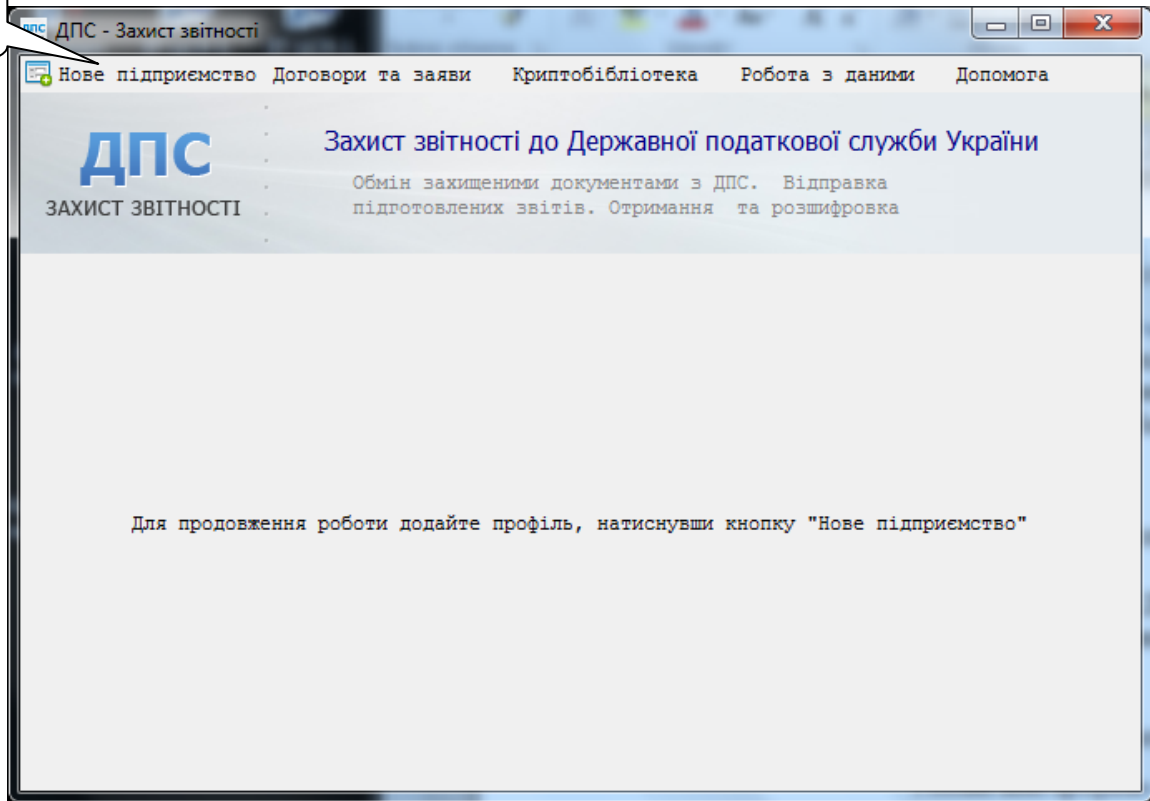 ДПС ДПС - Захист звітності
Нове підприємство Договори та заяви Криптобібліотека Робота з даними Допомога
ДПС
ЗАХИСТ ЗВІТНОСТІ
Захист звітності до Державної податкової служби України
Обмін захищеними документами з ДПС. Відправка
підготовлених звітів. Отримання та розшифровка
Для продовження роботи додайте профіль, натиснувши кнопку "Нове підприємство"